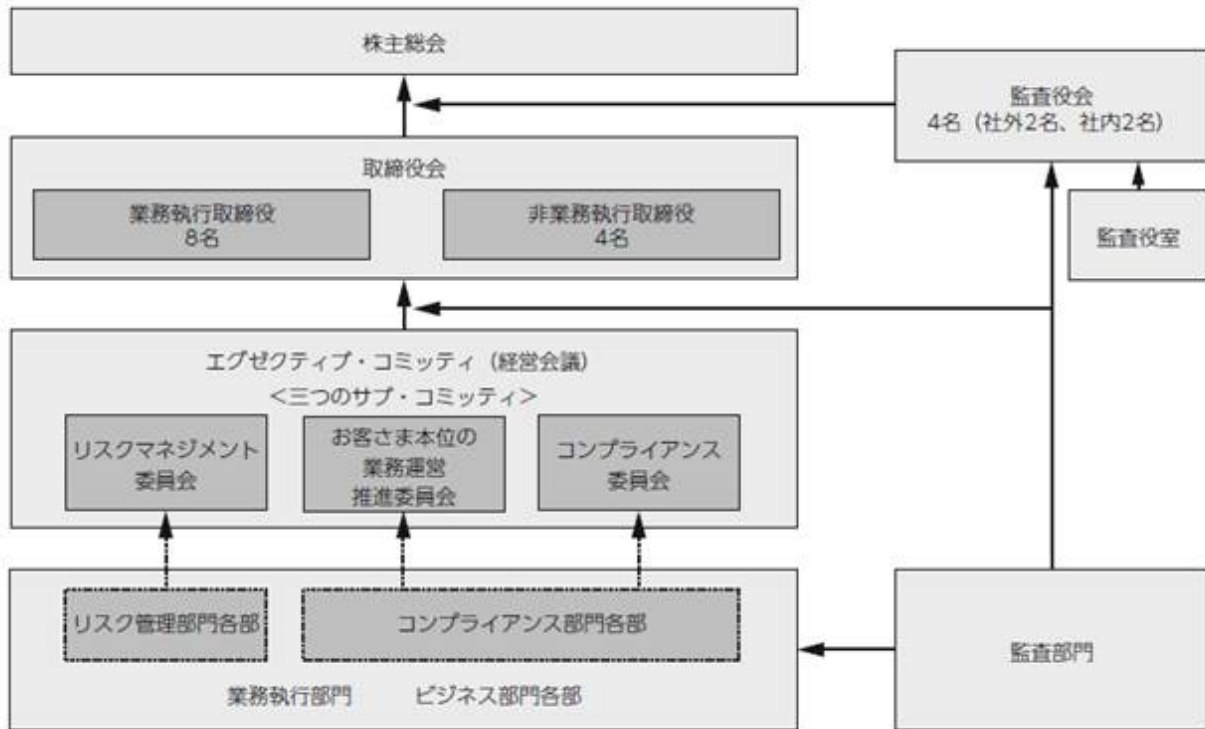 株主総会
監査役会
4名（社外2名、社内2名）
取締役会
業務執行取締役
8名
非業務執行取締役
4名
監査役室
エグゼクティブ・コミッティ（経営会議）
＜三つのサブ・コミッティ＞
リスクマネジメント
委員会
お客さま本位の
業務運営
推進委員会
コンプライアンス
委員会
リスク管理部門各部
コンプライアンス部門各部
監査部門
業務執行部門
ビジネス部門各部